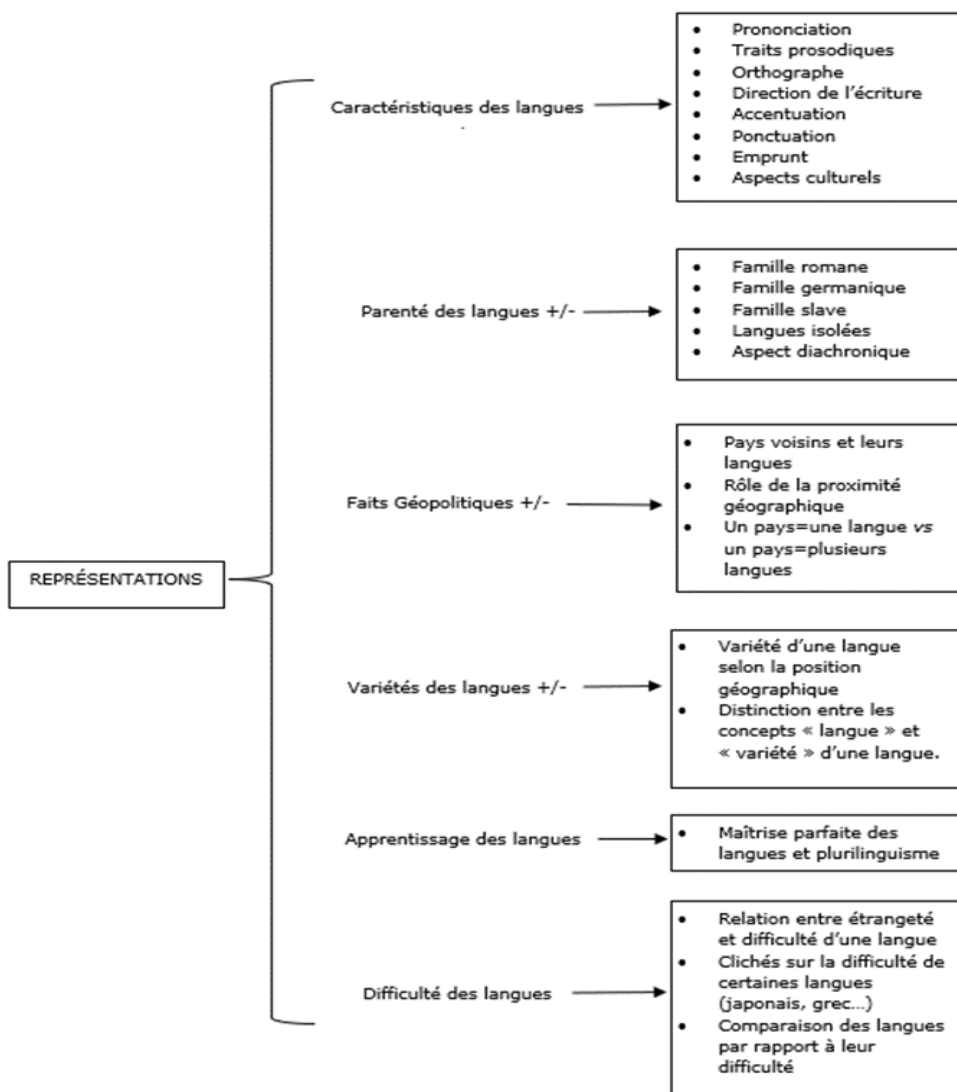 REPRÉSENTATIONS
Caractéristiques des langues
• Prononciation
• Traits prosodiques
• Orthographe
• Direction de l'écriture
• Accentuation
• Ponctuation
• Emprunt
• Aspects culturels
Parenté des langues +/-
• Famille romane
• Famille germanique
• Famille slave
• Langues isolées
• Aspect diachronique
Faits Géopolitiques +/-
• Pays voisins et leurs
langues
• Rôle de la proximité
géographique
• Un pays=une langue vs
un pays=plusieurs
langues
Variétés des langues +/-
• Variété d'une langue
selon la position
géographique
• Distinction entre les
concepts « langue » et
« variété » d'une langue.
Apprentissage des langues
• Maîtrise parfaite des
langues et plurilinguisme
Difficulté des langues
• Relation entre étrangeté
et difficulté d'une langue
• Clichés sur la difficulté de
certaines langues
(japonais, grec…)
• Comparaison des langues
par rapport à leur
difficulté